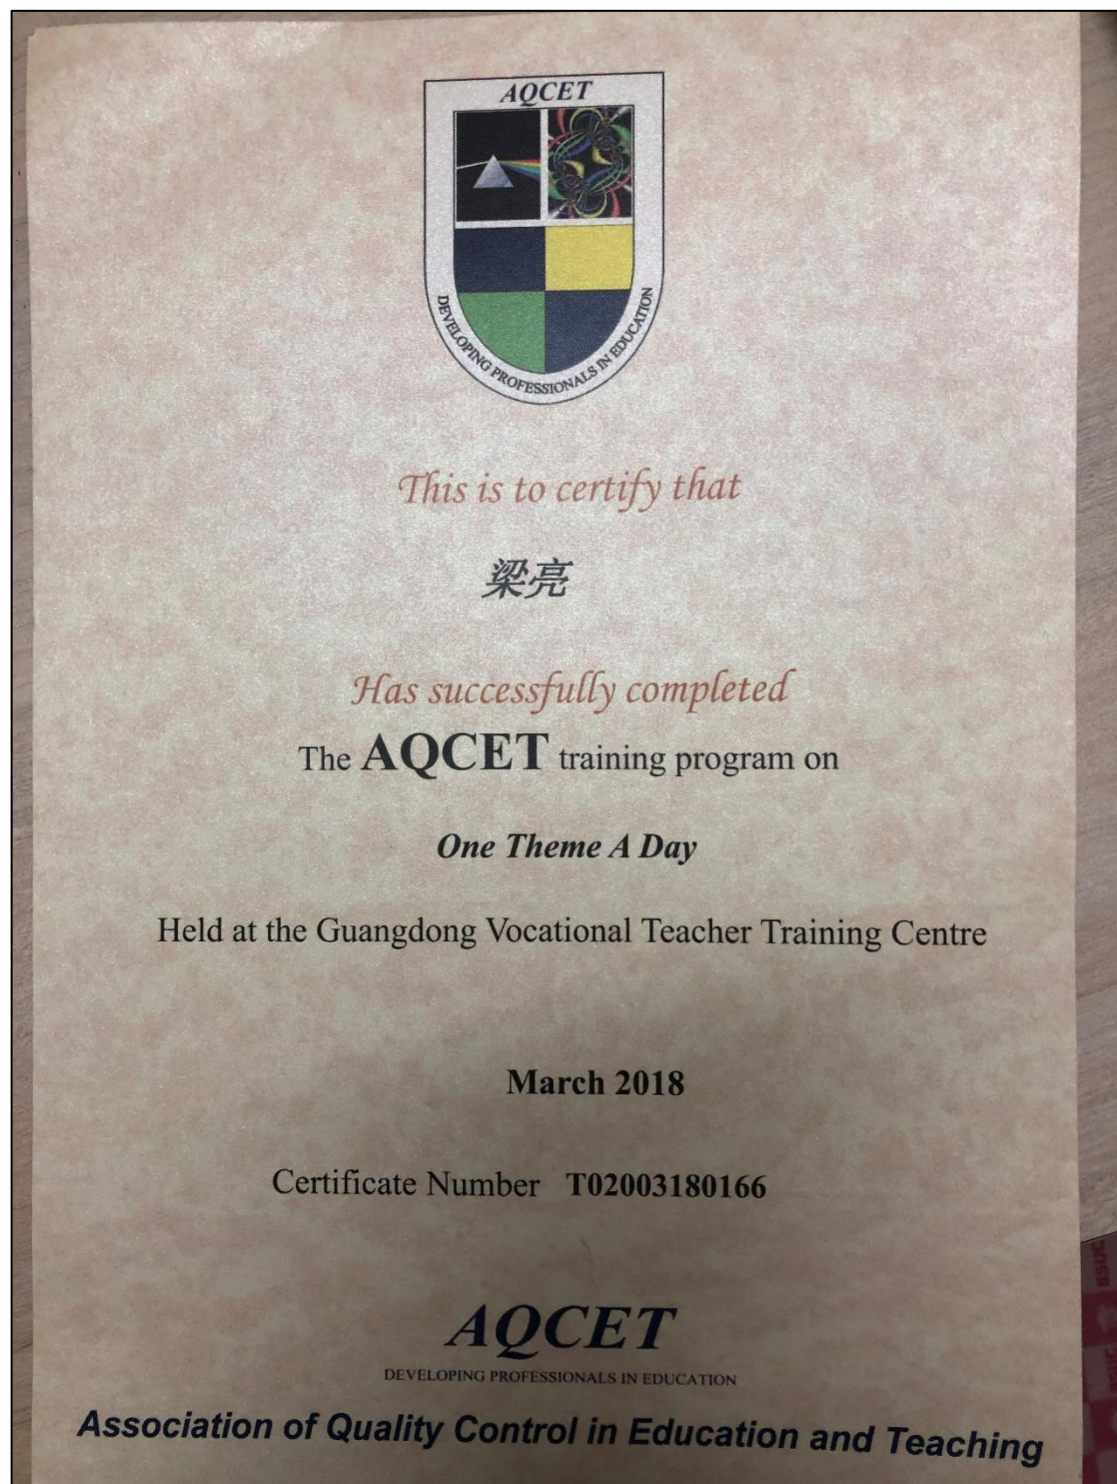 AQCET
DEVELOPING PROFESSIONALS IN EDUCATION
This is to certify that
梁亮
Has successfully completed
The AQCET training program on
One Theme A Day
Held at the Guangdong Vocational Teacher Training Centre
March 2018
Certificate Number T02003180166
AQCET
DEVELOPING PROFESSIONALS IN EDUCATION
Association of Quality Control in Education and Teaching